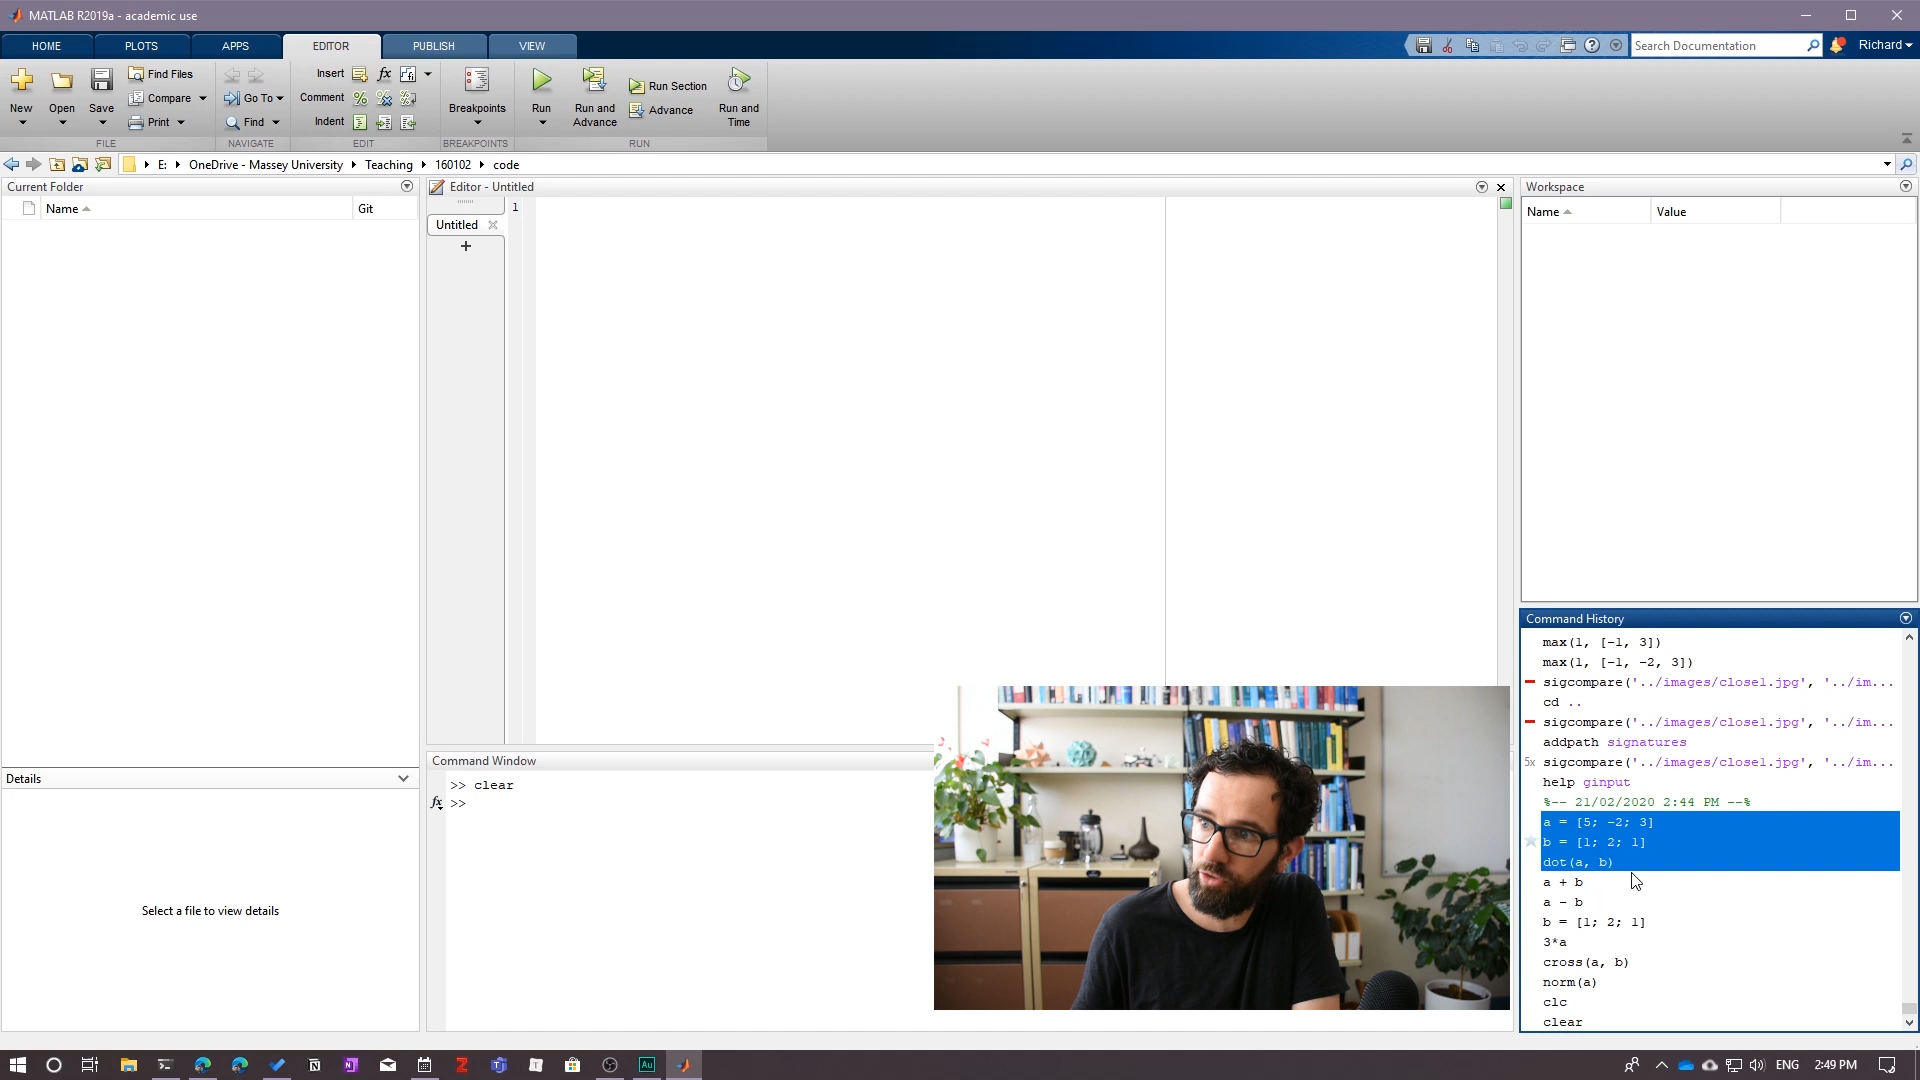 MATLAB R2019a - academic use
HOME
PLOTS
APPS
EDITOR
PUBLISH
VIEW
Search Documentation
Richard
New
Open
Save
Find Files
Compare
Print
FILE
Go To
Find
NAVIGATE
Insert
Comment
Indent
EDIT
Breakpoints
BREAKPOINTS
Run
Run and
Advance
Run Section
Advance
Run and
Time
RUN
E:
OneDrive - Massey University
Teaching
160102
code
Current Folder
Name
Git
Details
Select a file to view details
Editor - Untitled
Untitled
+
1
Command Window
>> clear
fx >>
Workspace
Name
Value
Command History
max(1, [-1, 3])
max(1, [-1, -2, 3])
sigcompare('../images/close1.jpg', '../im...
cd ..
sigcompare('../images/close1.jpg', '../im...
addpath signatures
5x sigcompare('../images/close1.jpg', '../im...
help ginput
%-- 21/02/2020 2:44 PM --%
a = [5; -2; 3]
b = [1; 2; 1]
dot(a, b)
a + b
a - b
b = [1; 2; 1]
3*a
cross(a, b)
norm(a)
clc
clear
ENG
2:49 PM